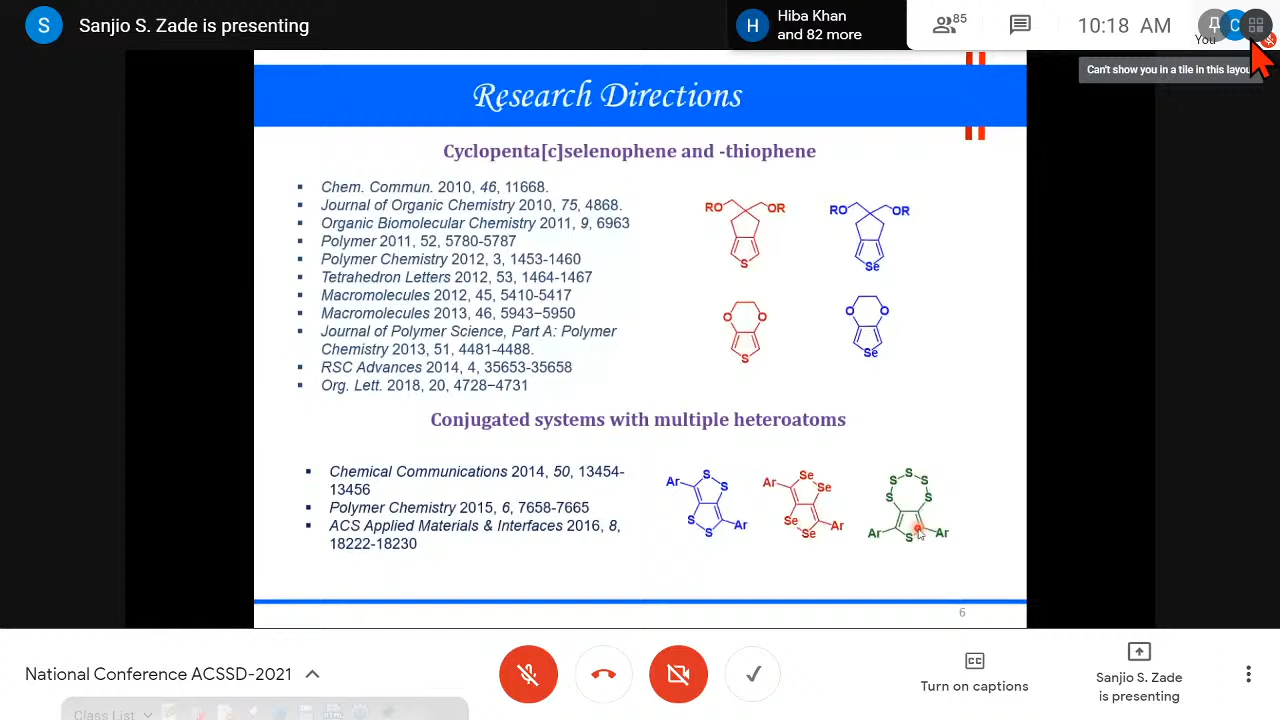 S Sanjio S. Zade is presenting
H Hiba Khan
and 82 more
85
10:18 AM
You
Can't show you in a tile in this layou
Research Directions
Cyclopenta[c]selenophene and -thiophene
Chem. Commun. 2010, 46, 11668.
Journal of Organic Chemistry 2010, 75, 4868.
Organic Biomolecular Chemistry 2011, 9, 6963
Polymer 2011, 52, 5780-5787
Polymer Chemistry 2012, 3, 1453-1460
Tetrahedron Letters 2012, 53, 1464-1467
Macromolecules 2012, 45, 5410-5417
Macromolecules 2013, 46, 5943−5950
Journal of Polymer Science, Part A: Polymer
Chemistry 2013, 51, 4481-4488.
RSC Advances 2014, 4, 35653-35658
Org. Lett. 2018, 20, 4728−4731
RO OR RO OR
S Se
O O O O
S Se
Conjugated systems with multiple heteroatoms
Chemical Communications 2014, 50, 13454-
13456
Polymer Chemistry 2015, 6, 7658-7665
ACS Applied Materials & Interfaces 2016, 8,
18222-18230
Ar S S S S Ar
Ar Se Se Se Se Ar
S S S S S Ar S Ar
6
National Conference ACSSD-2021
Turn on captions
Sanjio S. Zade
is presenting
Class List